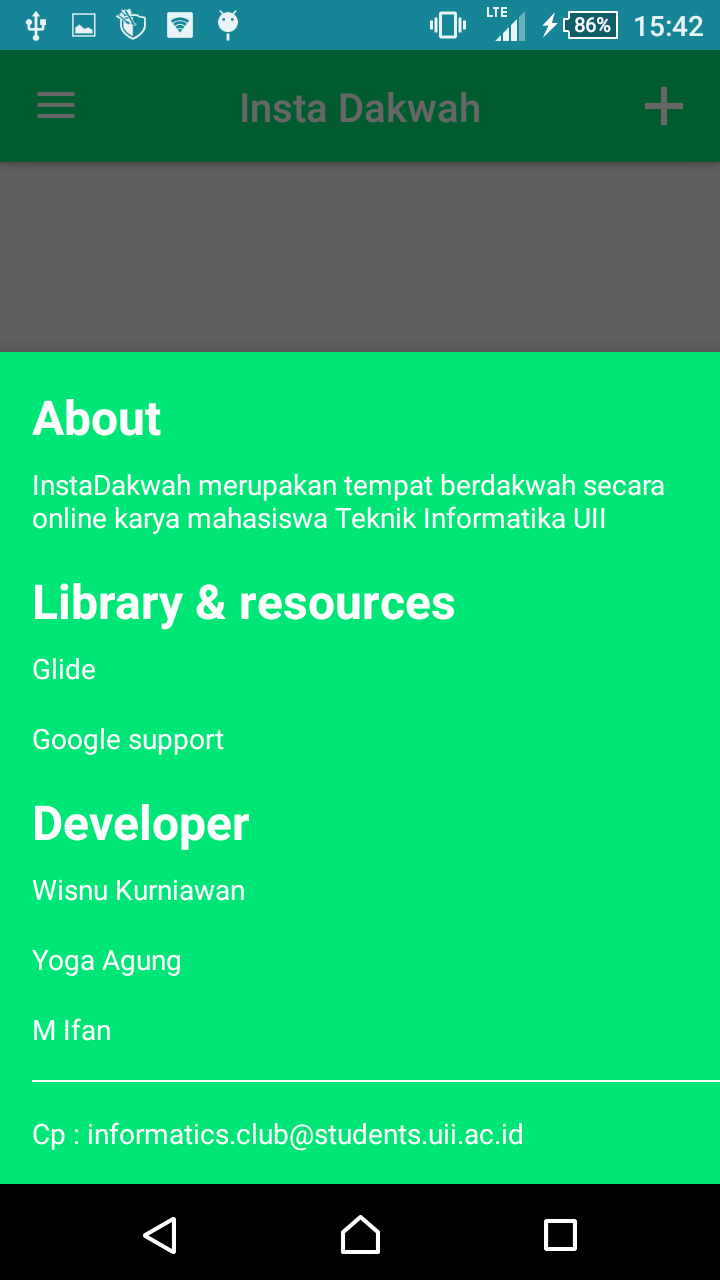 LTE
86%
15:42
Insta Dakwah
About
InstaDakwah merupakan tempat berdakwah secara
online karya mahasiswa Teknik Informatika UII
Library & resources
Glide
Google support
Developer
Wisnu Kurniawan
Yoga Agung
M Ifan
Cp : informatics.club@students.uii.ac.id